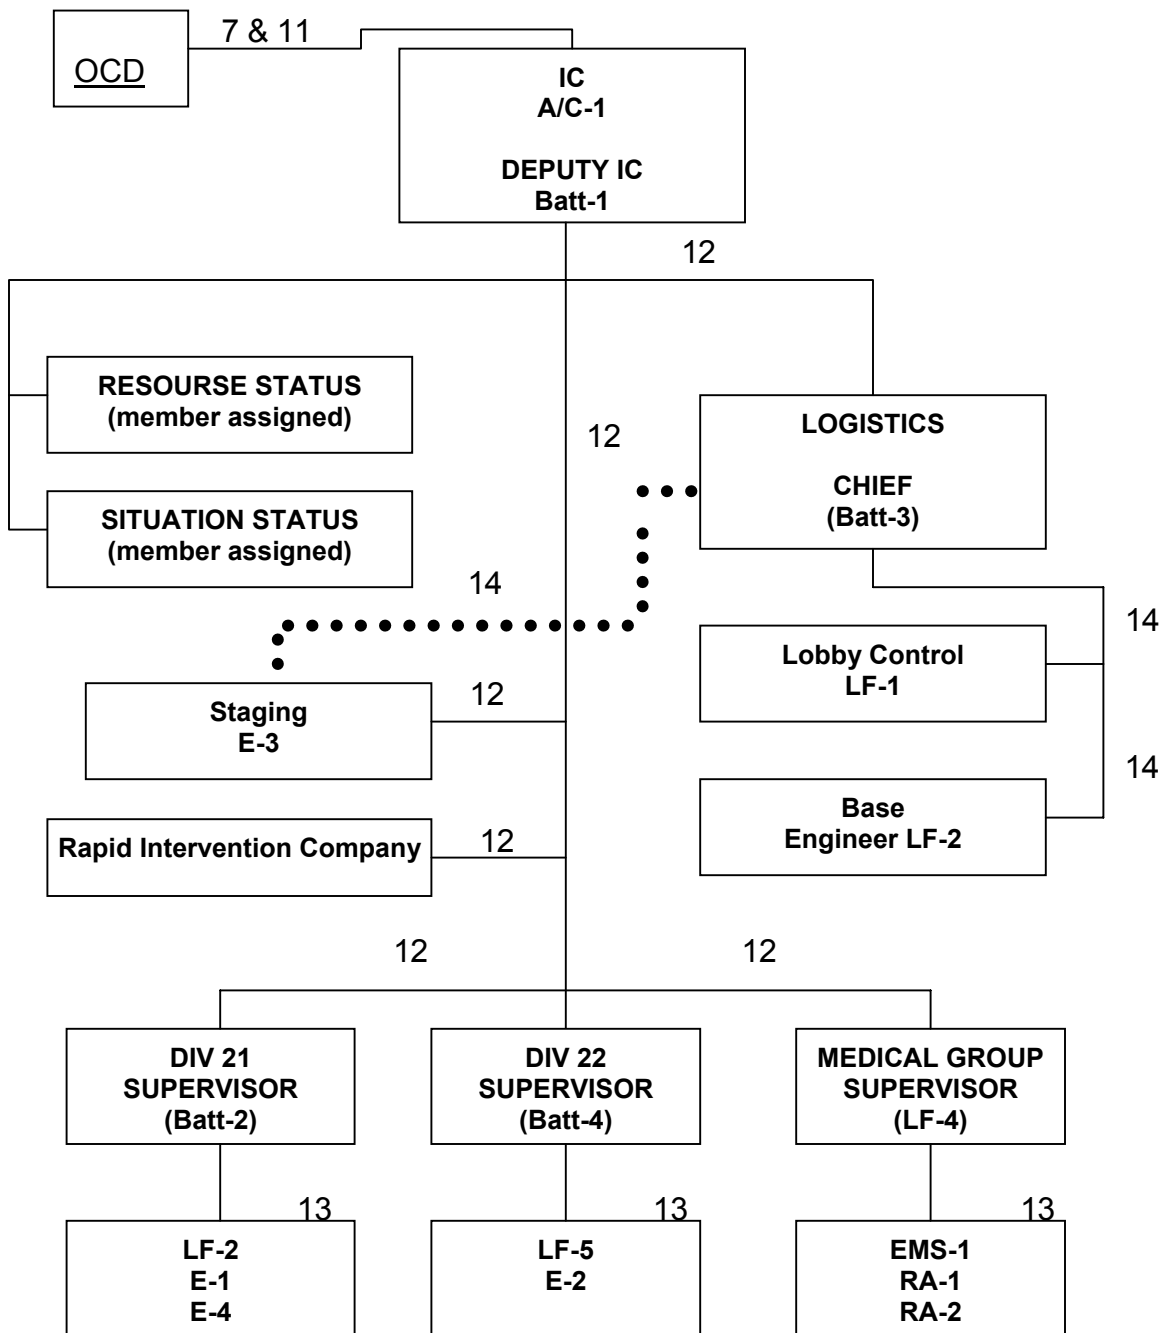 7 & 11
OCD
IC
A/C-1
DEPUTY IC
Batt-1
12
RESOURSE STATUS
(member assigned)
12
LOGISTICS
CHIEF
(Batt-3)
SITUATION STATUS
(member assigned)
14
14
Lobby Control
LF-1
12
Staging
E-3
14
Base
Engineer LF-2
Rapid Intervention Company
12
12
12
DIV 21
SUPERVISOR
(Batt-2)
DIV 22
SUPERVISOR
(Batt-4)
MEDICAL GROUP
SUPERVISOR
(LF-4)
13
13
13
LF-2
E-1
E-4
LF-5
E-2
EMS-1
RA-1
RA-2